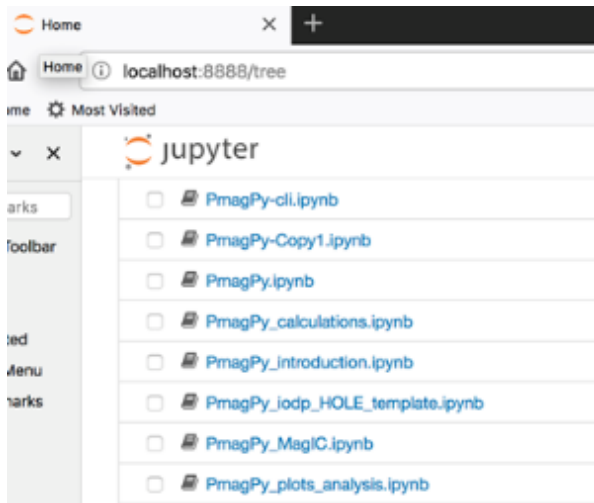 Home
Home
localhost:8888/tree
ome
Most Visited
jupyter
arks
PmagPy-cli.ipynb
Toolbar
PmagPy-Copy1.ipynb
PmagPy.ipynb
PmagPy_calculations.ipynb
ted
PmagPy_introduction.ipynb
Menu
narks
PmagPy_iodp_HOLE_template.ipynb
PmagPy_MagIC.ipynb
PmagPy_plots_analysis.ipynb